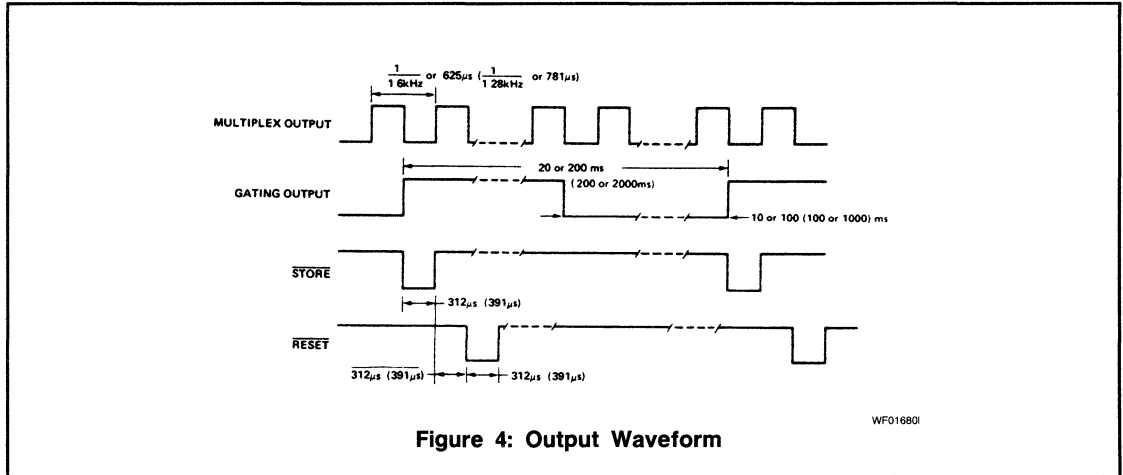 1
1 6kHz or 625μs ( 1
1 28kHz or 781μs)
MULTIPLEX OUTPUT
20 or 200 ms
(200 or 2000ms)
GATING OUTPUT
10 or 100 (100 or 1000) ms
STORE
312μs (391μs)
RESET
312μs (391μs)
312μs (391μs)
WF01680I
Figure 4: Output Waveform